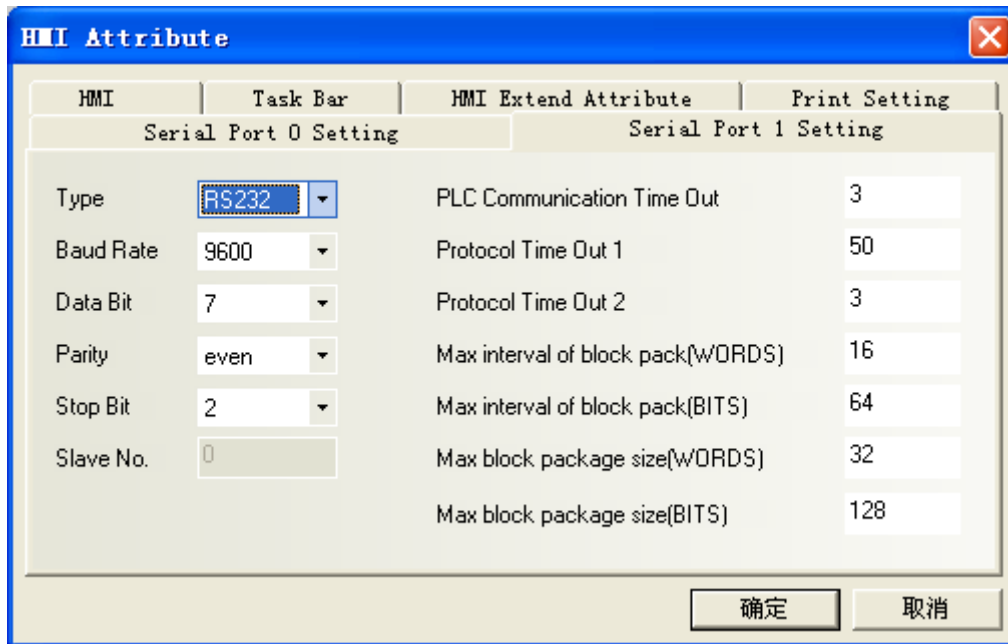 HMI Attribute
HMI Task Bar HMI Extend Attribute Print Setting
Serial Port 0 Setting Serial Port 1 Setting
Type RS232 PLC Communication Time Out 3
Baud Rate 9600 Protocol Time Out 1 50
Data Bit 7 Protocol Time Out 2 3
Parity even Max interval of block pack(WORDS) 16
Stop Bit 2 Max interval of block pack(BITS) 64
Slave No. 0 Max block package size(WORDS) 32
Max block package size(BITS) 128
确定 取消